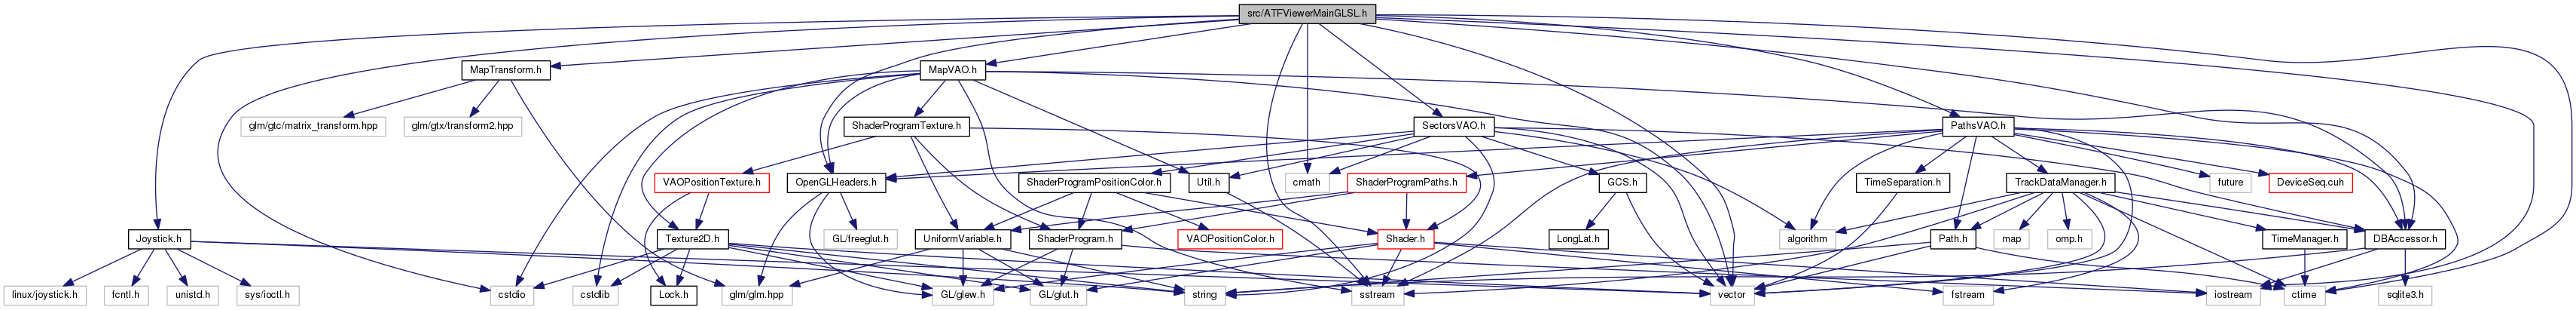 src/ATFViewerMainGLSL.h
MapTransform.h
MapVAO.h
glm/gtc/matrix_transform.hpp
glm/gtx/transform2.hpp
ShaderProgramTexture.h
SectorsVAO.h
PathsVAO.h
VAOPositionTexture.h
OpenGLHeaders.h
ShaderProgramPositionColor.h
Util.h
cmath
ShaderProgramPaths.h
GCS.h
TimeSeparation.h
TrackDataManager.h
future
DeviceSeq.cuh
Joystick.h
Texture2D.h
GL/freeglut.h
UniformVariable.h
ShaderProgram.h
VAOPositionColor.h
Shader.h
LongLat.h
algorithm
Path.h
map
omp.h
TimeManager.h
DBAccessor.h
linux/joystick.h
fcntl.h
unistd.h
sys/ioctl.h
cstdio
cstdlib
Lock.h
glm/glm.hpp
GL/glew.h
GL/glut.h
string
sstream
vector
fstream
iostream
ctime
sqlite3.h